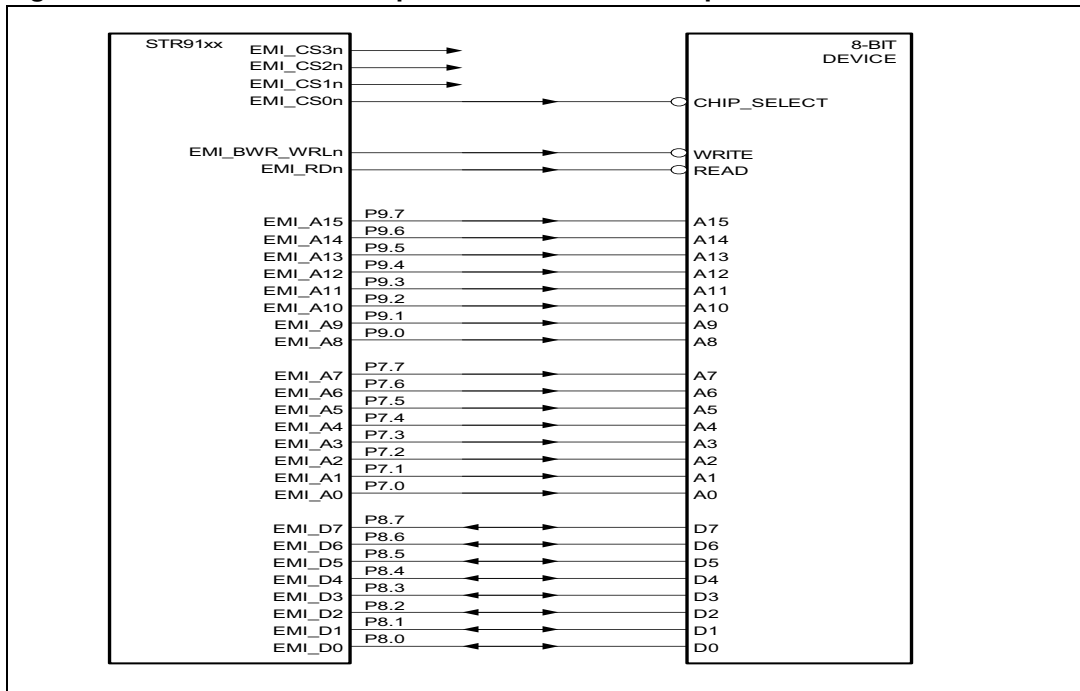 STR91xx
8-BIT
DEVICE
EMI_CS3n
EMI_CS2n
EMI_CS1n
EMI_CS0n CHIP_SELECT
EMI_BWR_WRLn WRITE
EMI_RDn READ
EMI_A15 P9.7 A15
EMI_A14 P9.6 A14
EMI_A13 P9.5 A13
EMI_A12 P9.4 A12
EMI_A11 P9.3 A11
EMI_A10 P9.2 A10
EMI_A9 P9.1 A9
EMI_A8 P9.0 A8
EMI_A7 P7.7 A7
EMI_A6 P7.6 A6
EMI_A5 P7.5 A5
EMI_A4 P7.4 A4
EMI_A3 P7.3 A3
EMI_A2 P7.2 A2
EMI_A1 P7.1 A1
EMI_A0 P7.0 A0
EMI_D7 P8.7 D7
EMI_D6 P8.6 D6
EMI_D5 P8.5 D5
EMI_D4 P8.4 D4
EMI_D3 P8.3 D3
EMI_D2 P8.2 D2
EMI_D1 P8.1 D1
EMI_D0 P8.0 D0